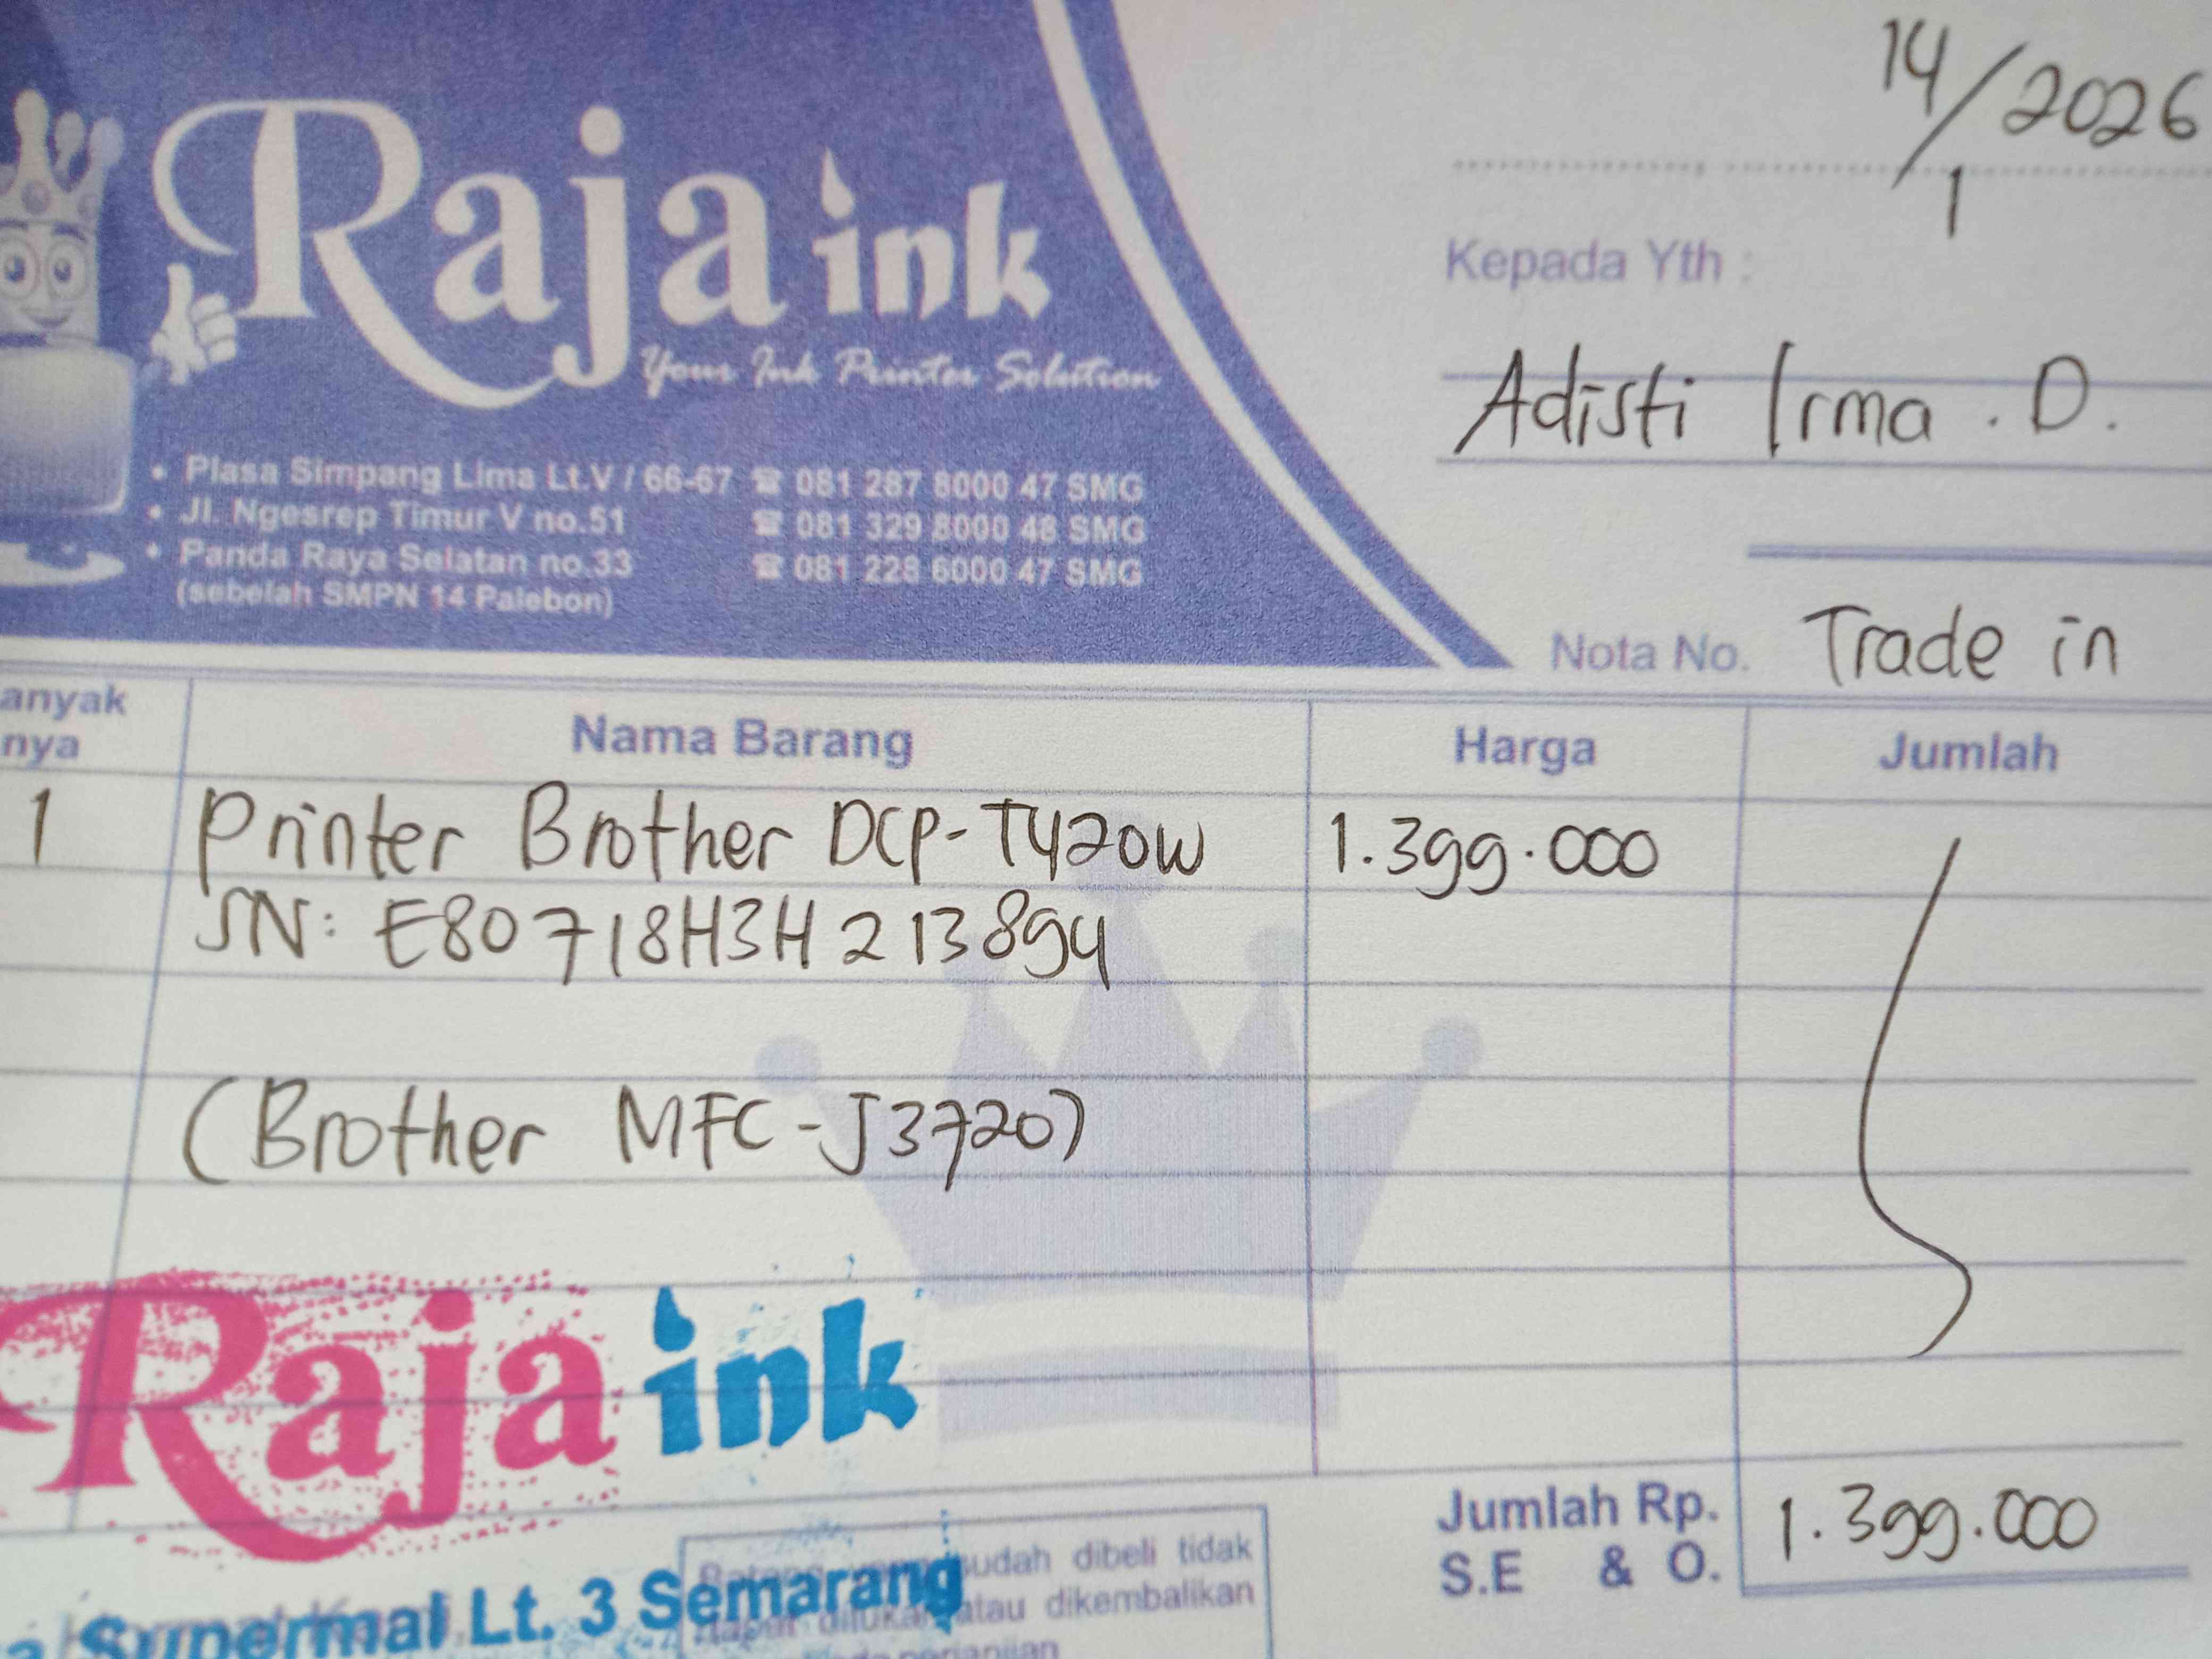 14/1 2026
Raja ink
Your Ink Printer Solution
• Plasa Simpang Lima Lt.V / 66-67 ☎ 081 287 8000 47 SMG
• Jl. Ngesrep Timur V no.51 ☎ 081 329 8000 48 SMG
• Panda Raya Selatan no.33 ☎ 081 228 6000 47 SMG
(sebelah SMPN 14 Palebon)
Kepada Yth :
Adisti Irma . D.
Nota No. Trade in
anyak
nya
Nama Barang
Harga
Jumlah
1 Printer Brother DCP-T420W 1.399.000
SN: E80718H3H213894
(Brother MFC-J3720)
Raja ink
Supermal Lt. 3 Semarang
sudah dibeli tidak
atau dikembalikan
perjanjian
Jumlah Rp. 1.399.000
S.E & O.